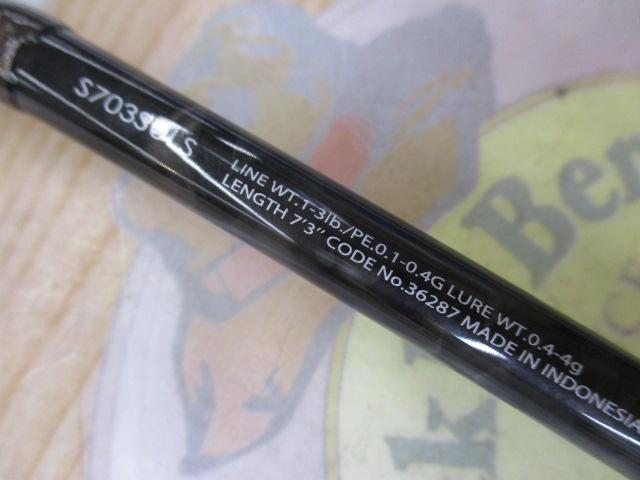 S703SULS
LINE WT.1-3lb./PE.0.1-0.4G LURE WT.0.4-4g
LENGTH 7'3" CODE No.36287 MADE IN INDONESIA
Ber
k